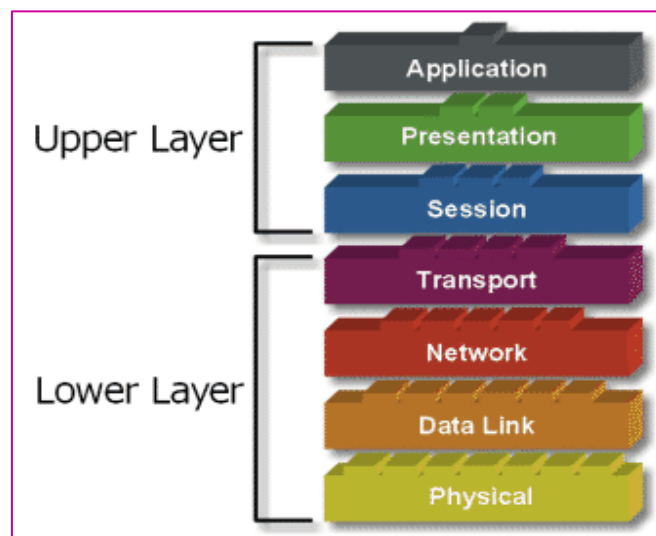 Upper Layer
Application
Presentation
Session
Lower Layer
Transport
Network
Data Link
Physical